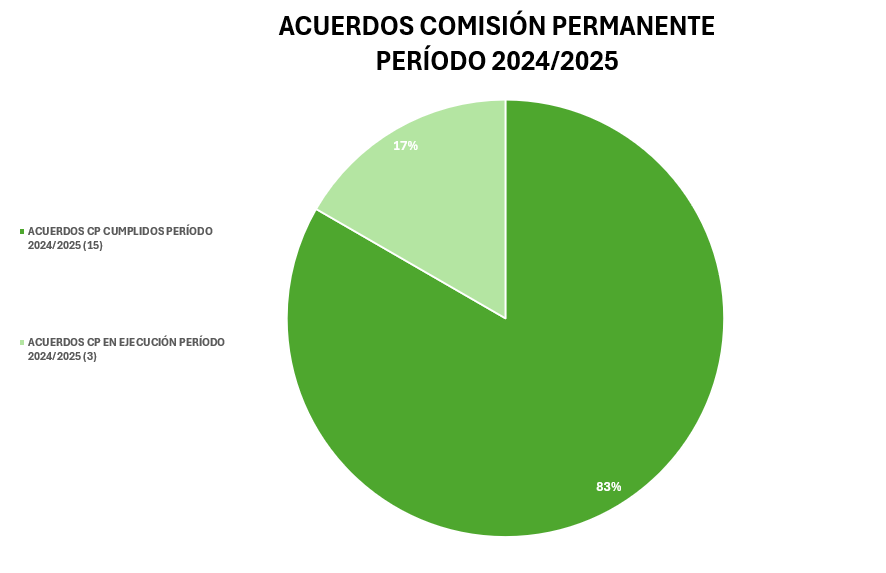 ACUERDOS COMISIÓN PERMANENTE
PERÍODO 2024/2025
17%
ACUERDOS CP CUMPLIDOS PERÍODO
2024/2025 (15)
ACUERDOS CP EN EJECUCIÓN PERÍODO
2024/2025 (3)
83%